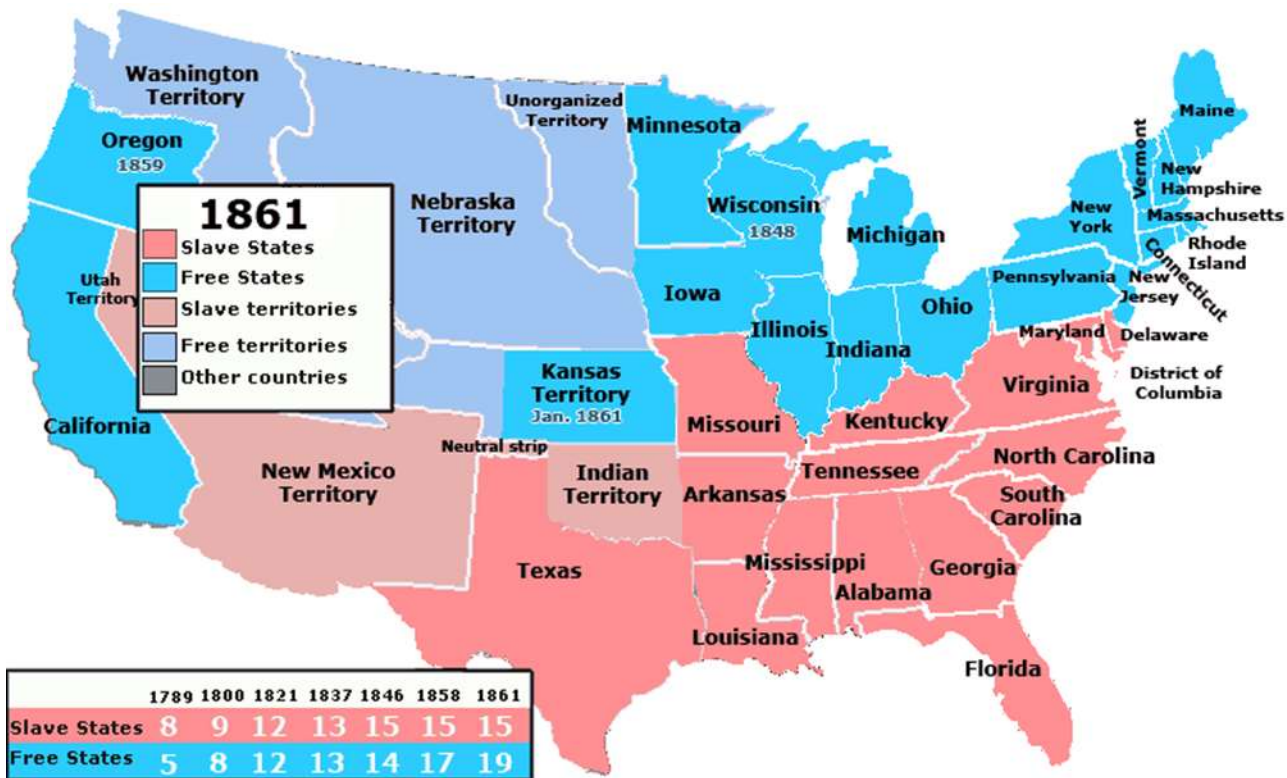 Washington
Territory
Oregon
1859
Unorganized
Territory
Minnesota
Nebraska
Territory
Wisconsin
1848
Michigan
Maine
Vermont
New
Hampshire
New
York
Massachusetts
Rhode
Island
Connecticut
Pennsylvania
New
Jersey
1861
Slave States
Free States
Slave territories
Free territories
Other countries
Utah
Territory
California
Iowa
Illinois
Indiana
Ohio
Maryland
Delaware
District of
Columbia
Kansas
Territory
Jan. 1861
Missouri
Kentucky
Virginia
New Mexico
Territory
Neutral strip
Indian
Territory
Arkansas
Tennessee
North Carolina
South
Carolina
Texas
Mississippi
Alabama
Georgia
Louisiana
Florida
1789 1800 1821 1837 1846 1858 1861
Slave States 8 9 12 13 15 15 15
Free States 5 8 12 13 14 17 19